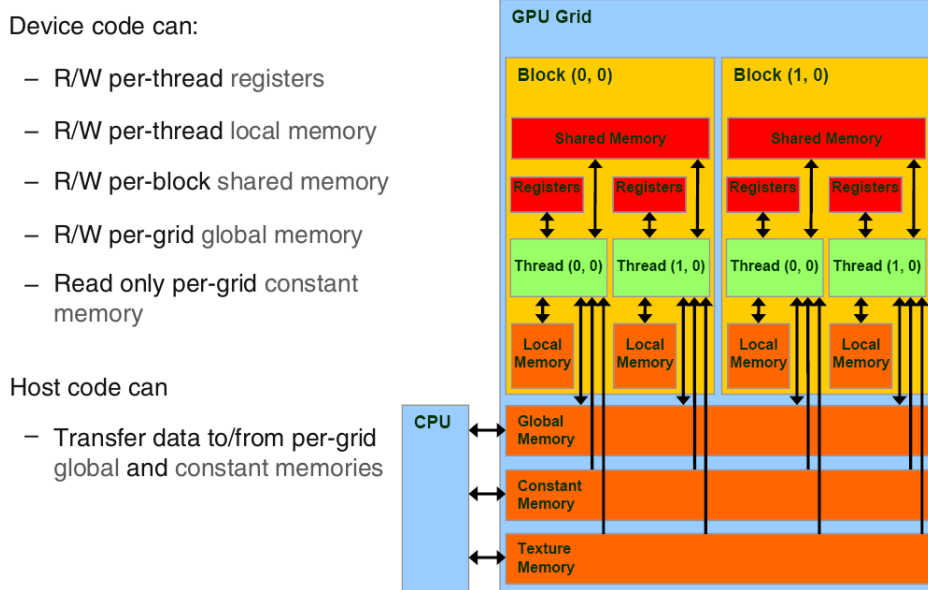 Device code can:
– R/W per-thread registers
– R/W per-thread local memory
– R/W per-block shared memory
– R/W per-grid global memory
– Read only per-grid constant
memory
Host code can
– Transfer data to/from per-grid
global and constant memories
GPU Grid
Block (0, 0)
Shared Memory
Registers
Registers
Thread (0, 0)
Thread (1, 0)
Local
Memory
Local
Memory
Block (1, 0)
Shared Memory
Registers
Registers
Thread (0, 0)
Thread (1, 0)
Local
Memory
Local
Memory
CPU
Global
Memory
Constant
Memory
Texture
Memory